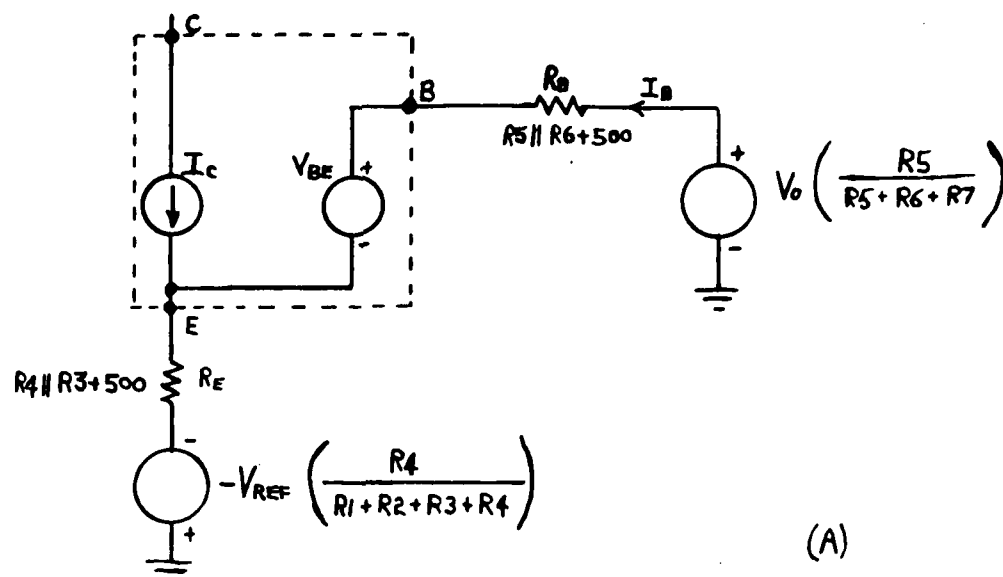 C
B
R_B
I_B
R5||R6+500
I_C
V_BE
+
-
+
-
V_o (R5 / R5+R6+R7)
E
R4||R3+500
R_E
-
+
-V_REF (R4 / R1+R2+R3+R4)
(A)